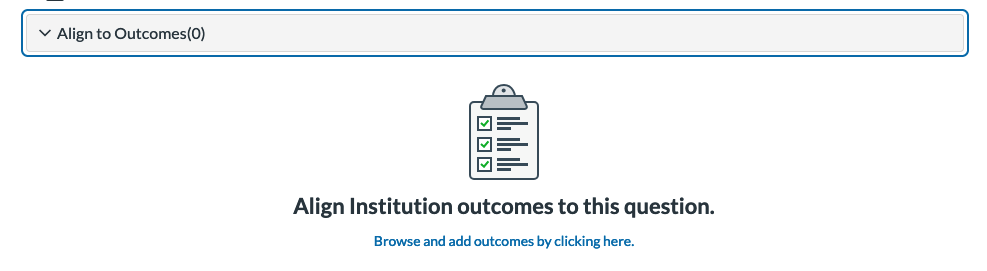 Align to Outcomes(0)
Align Institution outcomes to this question.
Browse and add outcomes by clicking here.